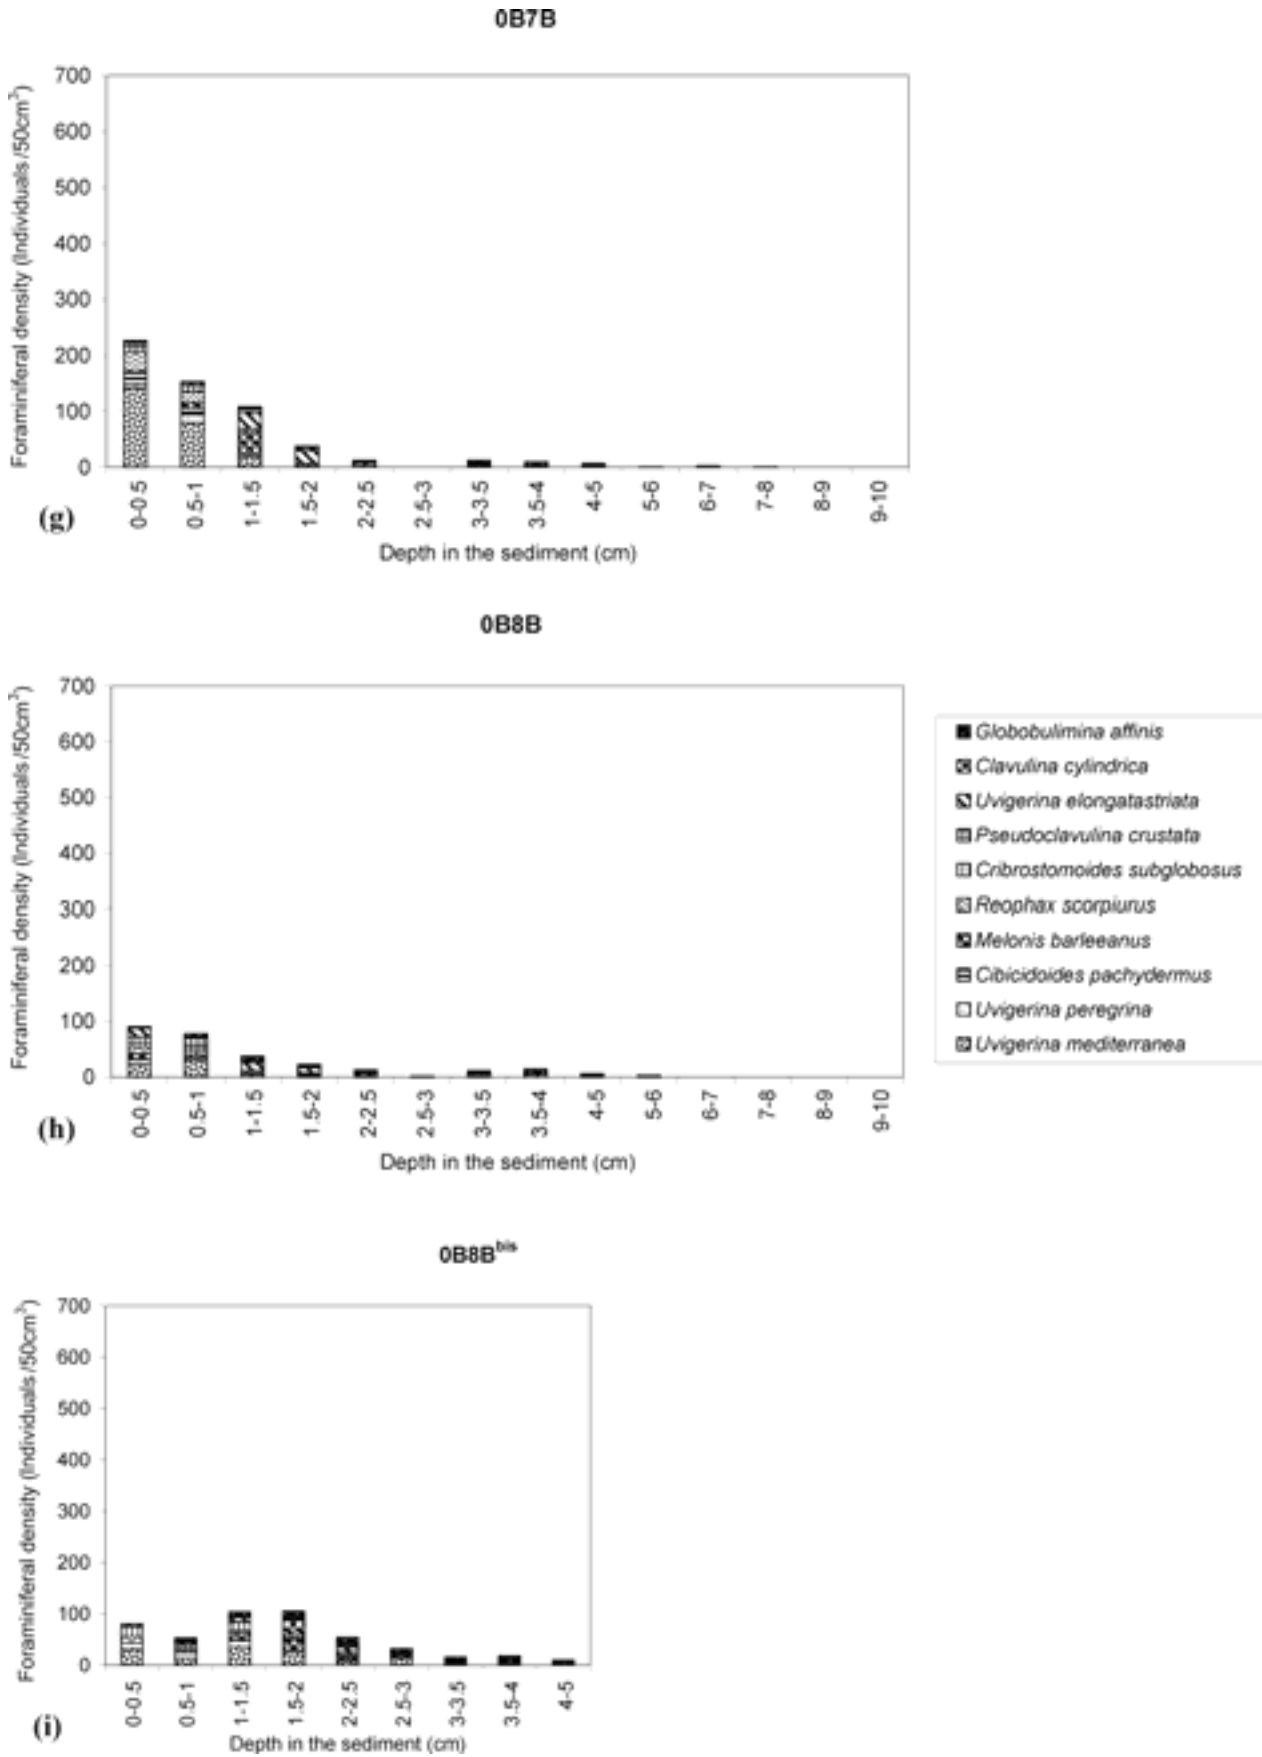 0B7B
Foraminiferal density (Individuals/50cm³)
700
600
500
400
300
200
100
0
0-0.5
0.5-1
1-1.5
1.5-2
2-2.5
2.5-3
3-3.5
3.5-4
4-5
5-6
6-7
7-8
8-9
9-10
(g)
Depth in the sediment (cm)
0B8B
Foraminiferal density (Individuals/50cm³)
700
600
500
400
300
200
100
0
0-0.5
0.5-1
1-1.5
1.5-2
2-2.5
2.5-3
3-3.5
3.5-4
4-5
5-6
6-7
7-8
8-9
9-10
(h)
Depth in the sediment (cm)
Globobulimina affinis
Clavulina cylindrica
Uvigerina elongatastriata
Pseudoclavulina crustata
Cribrostomoides subglobosus
Reophax scorpiurus
Melonis barleeanus
Cibicidoides pachydermus
Uvigerina peregrina
Uvigerina mediterranea
0B8B^bis
Foraminiferal density (Individuals/50cm³)
700
600
500
400
300
200
100
0
0-0.5
0.5-1
1-1.5
1.5-2
2-2.5
2.5-3
3-3.5
3.5-4
4-5
(i)
Depth in the sediment (cm)